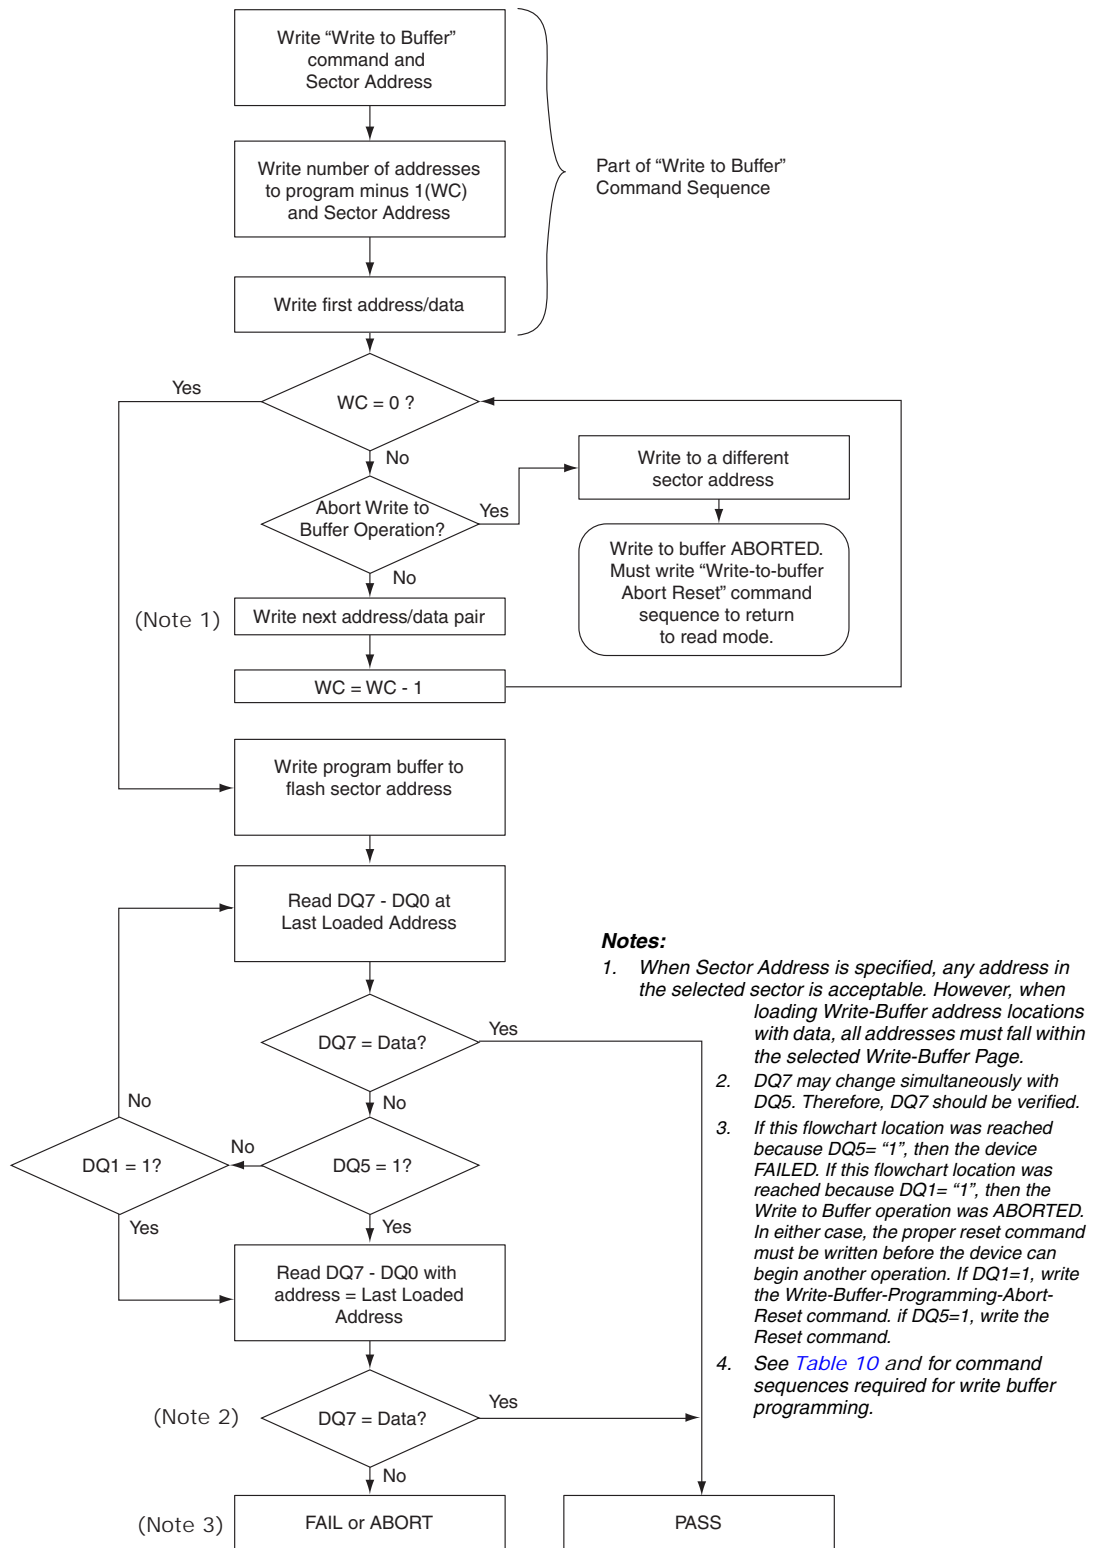 Write “Write to Buffer”
command and
Sector Address
Write number of addresses
to program minus 1(WC)
and Sector Address
Part of “Write to Buffer”
Command Sequence
Write first address/data
Yes
WC = 0 ?
No
Abort Write to
Buffer Operation?
Yes
Write to a different
sector address
Write to buffer ABORTED.
Must write “Write-to-buffer
Abort Reset” command
sequence to return
to read mode.
No
(Note 1)
Write next address/data pair
WC = WC - 1
Write program buffer to
flash sector address
Read DQ7 - DQ0 at
Last Loaded Address
DQ7 = Data?
Yes
No
No
DQ1 = 1?
No
DQ5 = 1?
Yes
Yes
Read DQ7 - DQ0 with
address = Last Loaded
Address
(Note 2)
DQ7 = Data?
Yes
No
(Note 3)
FAIL or ABORT
PASS
Notes:
1. When Sector Address is specified, any address in
the selected sector is acceptable. However, when
loading Write-Buffer address locations
with data, all addresses must fall within
the selected Write-Buffer Page.
2. DQ7 may change simultaneously with
DQ5. Therefore, DQ7 should be verified.
3. If this flowchart location was reached
because DQ5= “1”, then the device
FAILED. If this flowchart location was
reached because DQ1= “1”, then the
Write to Buffer operation was ABORTED.
In either case, the proper reset command
must be written before the device can
begin another operation. If DQ1=1, write
the Write-Buffer-Programming-Abort-
Reset command. if DQ5=1, write the
Reset command.
4. See Table 10 and for command
sequences required for write buffer
programming.